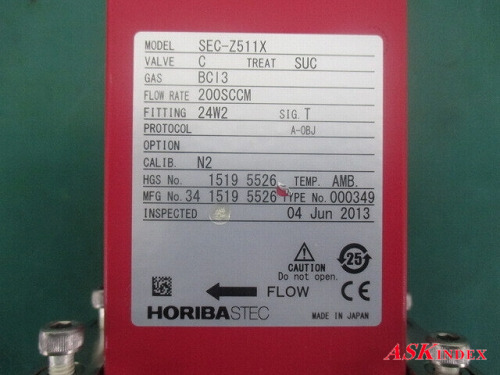 MODEL SEC-Z511X
VALVE C TREAT SUC
GAS BCl3
FLOW RATE 200SCCM
FITTING 24W2 SIG. T
PROTOCOL A-OBJ
OPTION
CALIB. N2
HGS No. 1519 5526 TEMP. AMB.
MFG No. 34 1519 5526 TYPE No. 000349
INSPECTED 04 Jun 2013
CAUTION
Do not open.
25
FLOW
CE
HORIBASTEC
MADE IN JAPAN
ASKINDEX